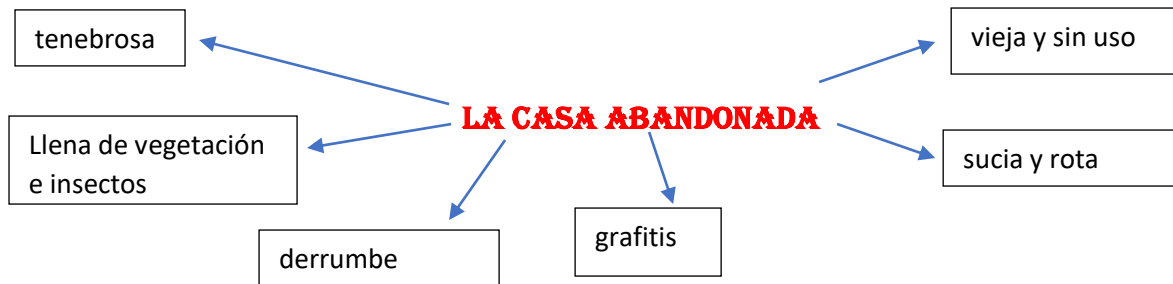 tenebrosa
vieja y sin uso
LA CASA ABANDONADA
Llena de vegetación
e insectos
sucia y rota
grafitis
derrumbe